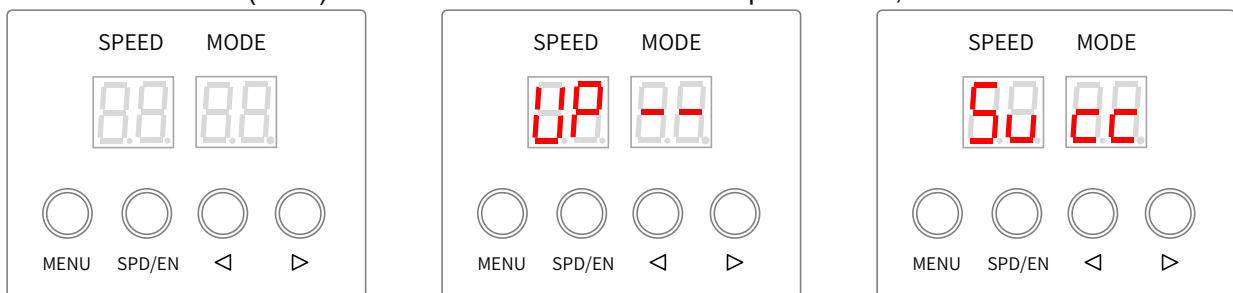 SPEED MODE SPEED MODE SPEED MODE
UP -- Su cc
MENU SPD/EN ◁ ▷ MENU SPD/EN ◁ ▷ MENU SPD/EN ◁ ▷